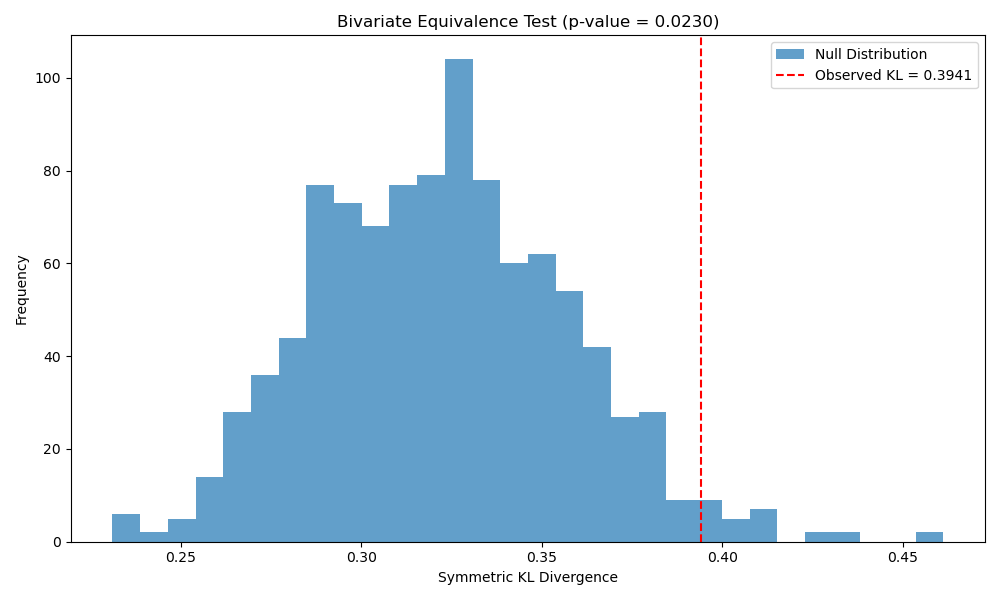 Bivariate Equivalence Test (p-value = 0.0230)
Null Distribution
Observed KL = 0.3941
Frequency
100
80
60
40
20
0
0.25
0.30
0.35
0.40
0.45
Symmetric KL Divergence